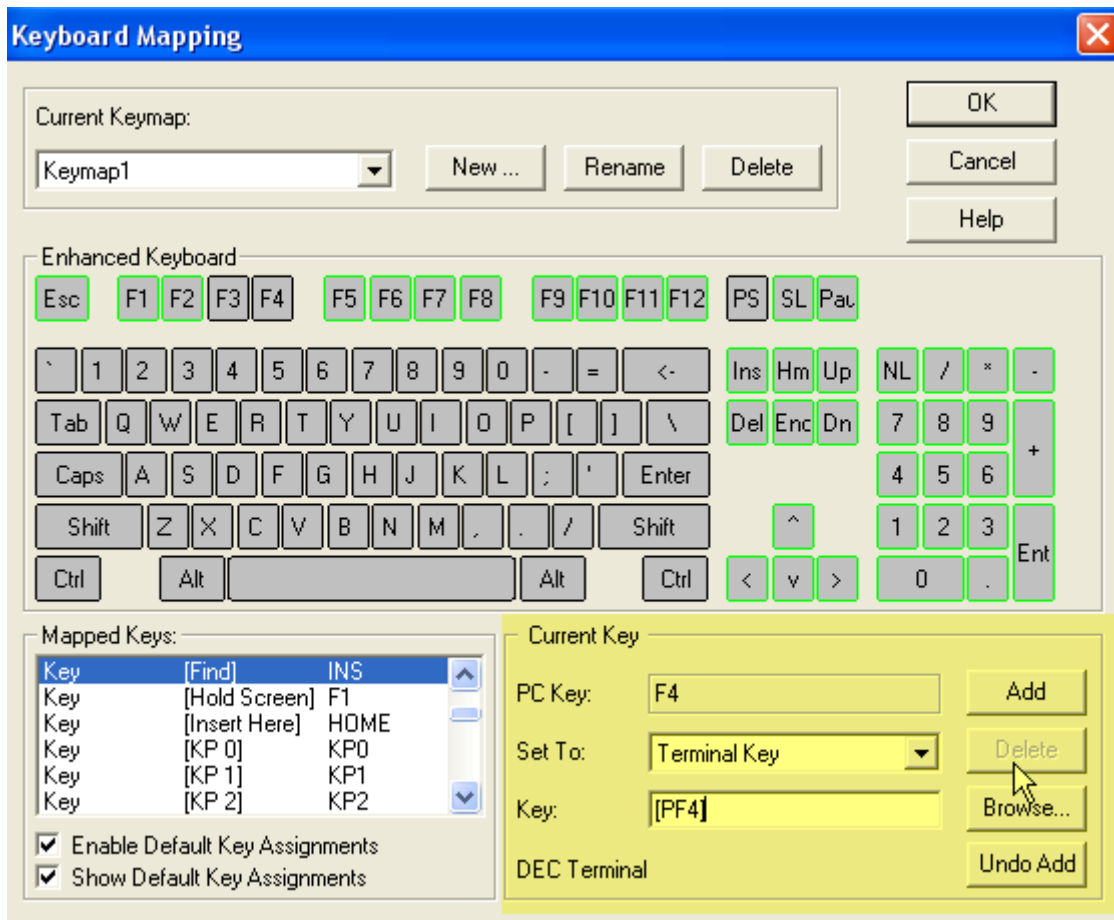 Keyboard Mapping
Current Keymap:
Keymap1 New ... Rename Delete
OK
Cancel
Help
Enhanced Keyboard
Esc F1 F2 F3 F4 F5 F6 F7 F8 F9 F10 F11 F12 PS SL Pau
` 1 2 3 4 5 6 7 8 9 0 - = <- Ins Hm Up NL / * -
Tab Q W E R T Y U I O P [ ] \ Del Enc Dn 7 8 9 +
Caps A S D F G H J K L ; ' Enter 4 5 6
Shift Z X C V B N M , . / Shift ^ 1 2 3 Ent
Ctrl Alt Alt Ctrl < v > 0 .
Mapped Keys:
Key [Find] INS
Key [Hold Screen] F1
Key [Insert Here] HOME
Key [KP 0] KP0
Key [KP 1] KP1
Key [KP 2] KP2
Enable Default Key Assignments
Show Default Key Assignments
Current Key
PC Key: F4 Add
Set To: Terminal Key Delete
Key: [PF4] Browse...
DEC Terminal Undo Add